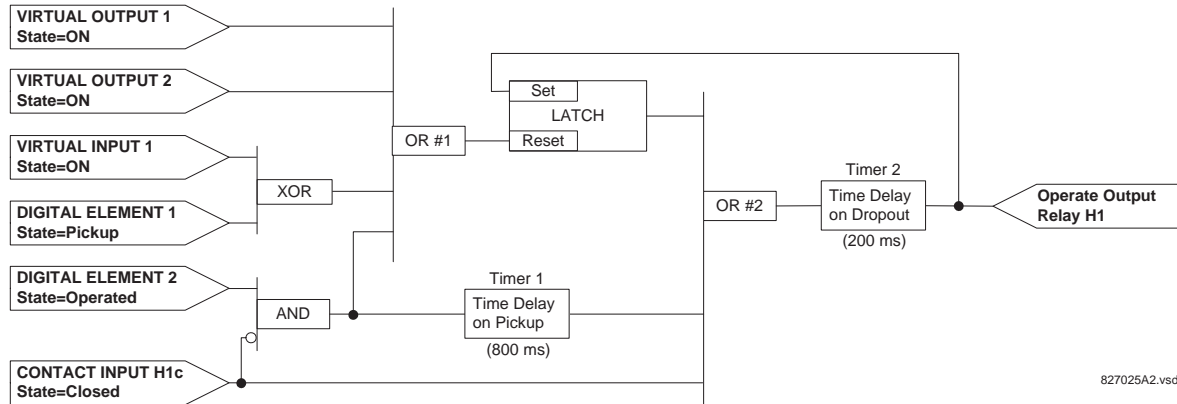 VIRTUAL OUTPUT 1
State=ON
VIRTUAL OUTPUT 2
State=ON
VIRTUAL INPUT 1
State=ON
DIGITAL ELEMENT 1
State=Pickup
DIGITAL ELEMENT 2
State=Operated
CONTACT INPUT H1c
State=Closed
XOR
AND
OR #1
Set
LATCH
Reset
Timer 1
Time Delay
on Pickup
(800 ms)
OR #2
Timer 2
Time Delay
on Dropout
(200 ms)
Operate Output
Relay H1
827025A2.vsd